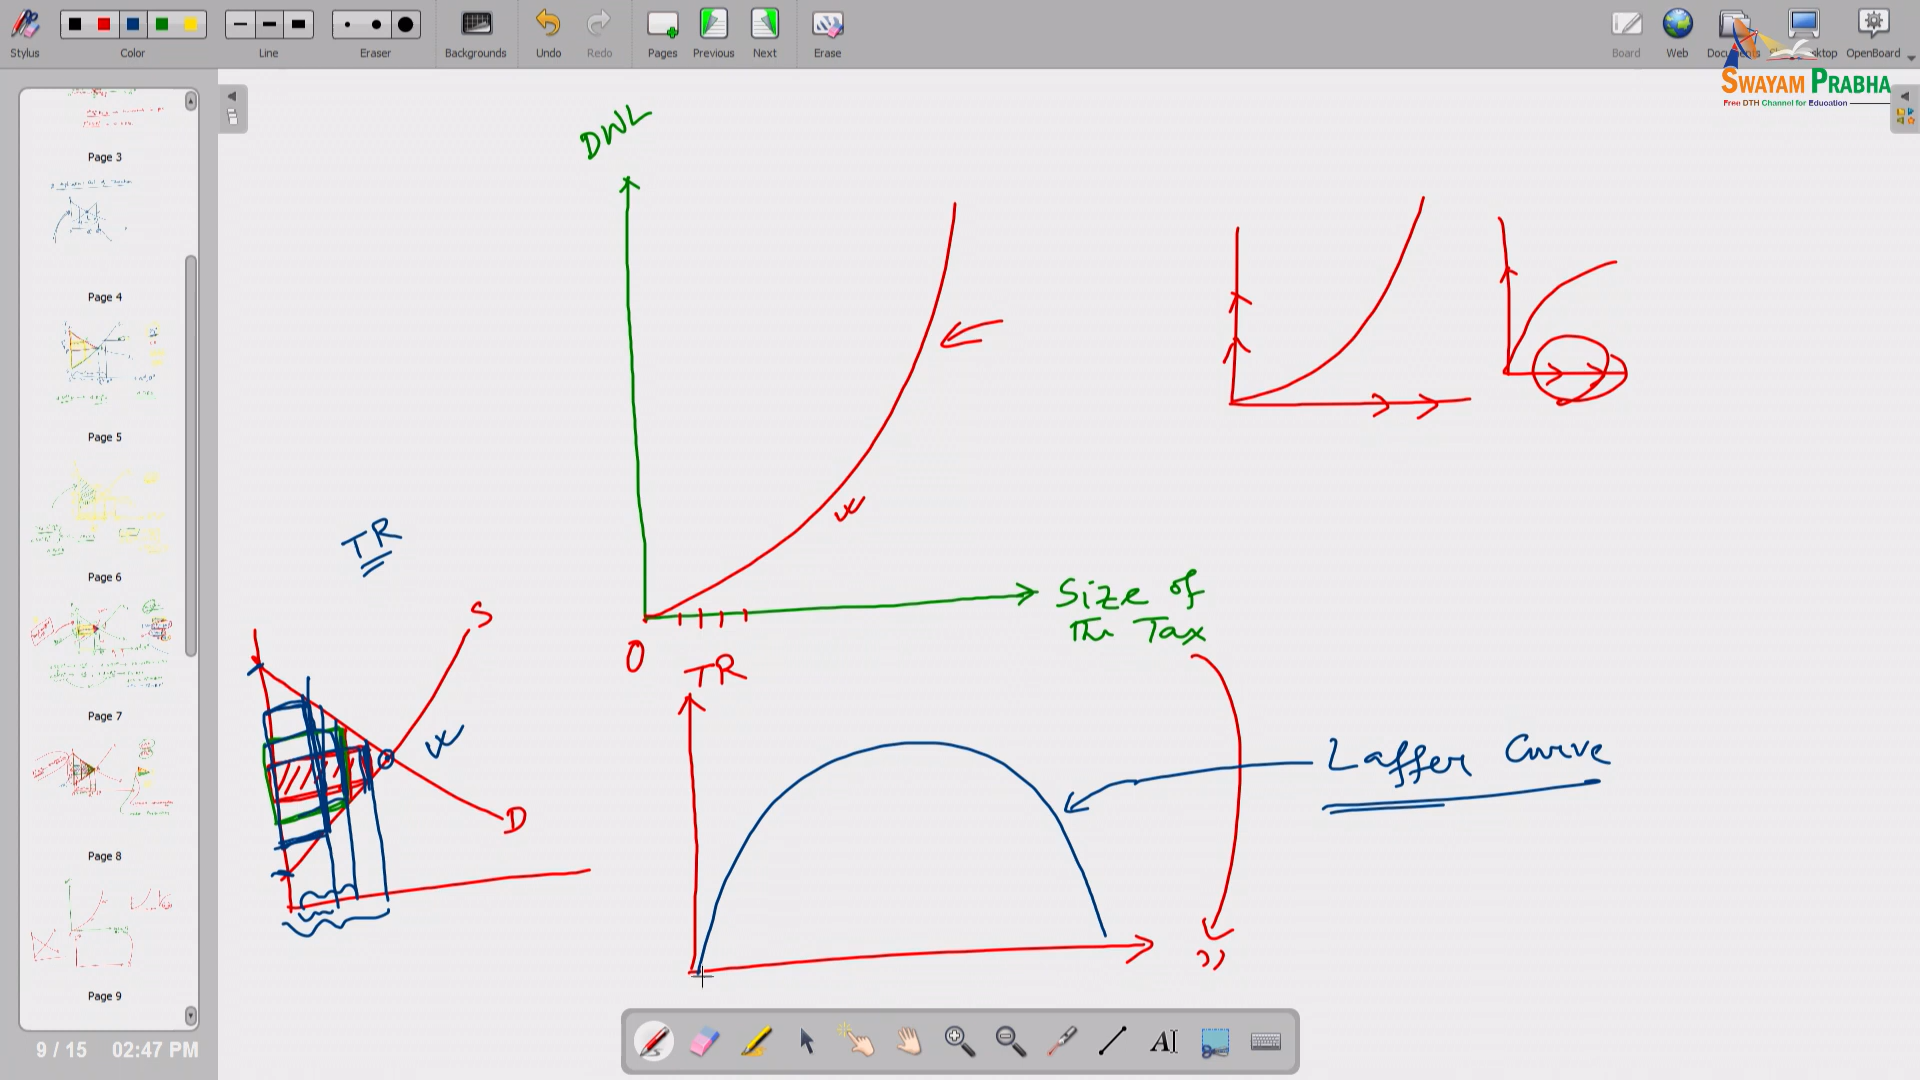 Stylus
Color
Line
Eraser
Backgrounds
Undo
Redo
Pages
Previous
Next
Erase
Board
Web
OpenBoard
SWAYAM PRABHA
Free DTH Channel for Education
Page 3
Page 4
Page 5
Page 6
Page 7
Page 8
Page 9
9 / 15 02:47 PM
DWL
Size of
The Tax
0
TR
TR
S
D
Laffer Curve
"
AI